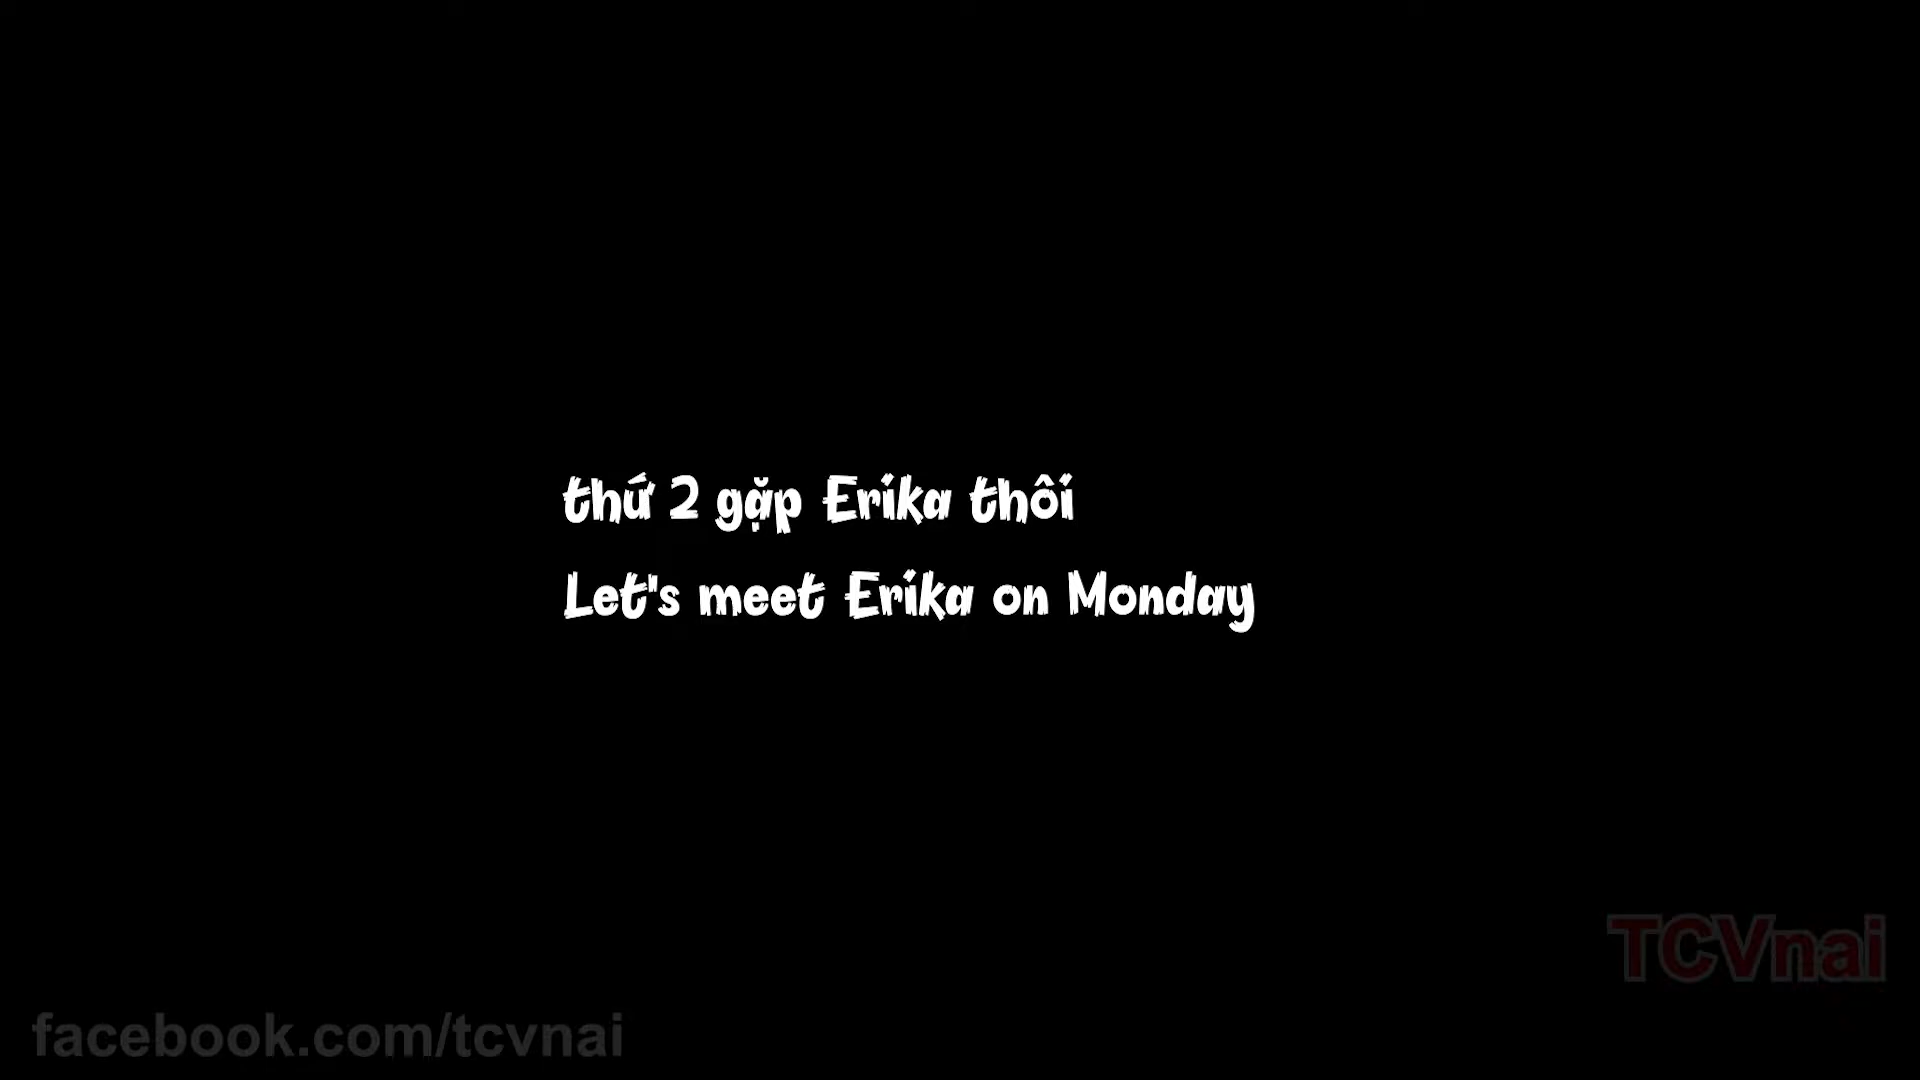 thứ 2 gặp Erika thôi
Let's meet Erika on Monday
TCVnai
facebook.com/tcvnai